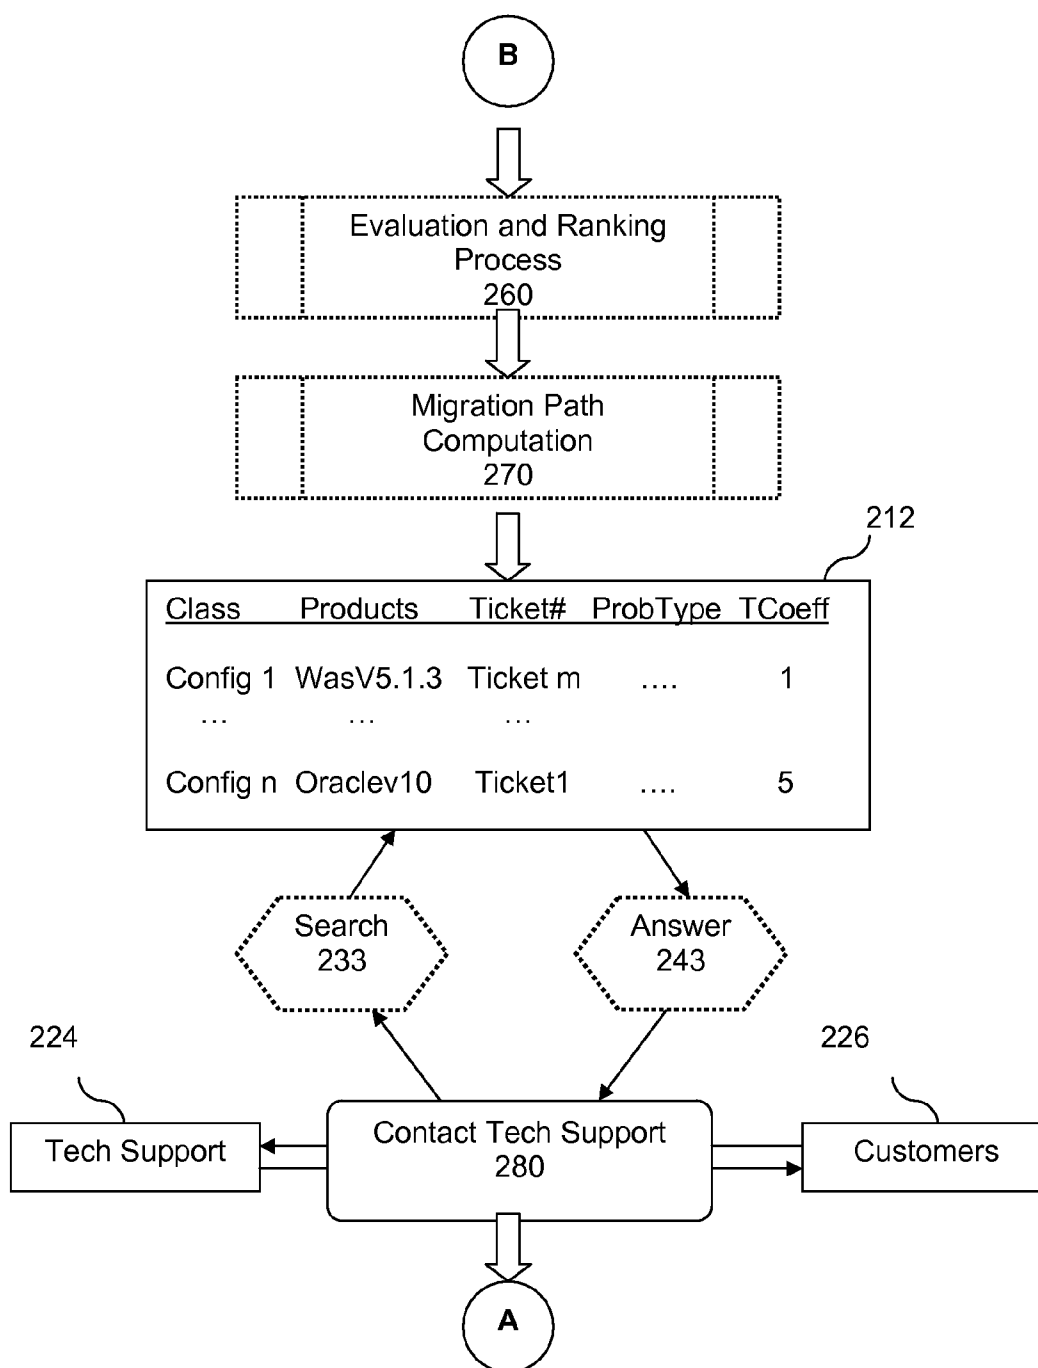 B
Evaluation and Ranking
Process
260
Migration Path
Computation
270
212
Class Products Ticket# ProbType TCoeff
Config 1 WasV5.1.3 Ticket m .... 1
... ... ...
Config n Oraclev10 Ticket1 .... 5
Search
233
Answer
243
224
226
Tech Support
Contact Tech Support
280
Customers
A